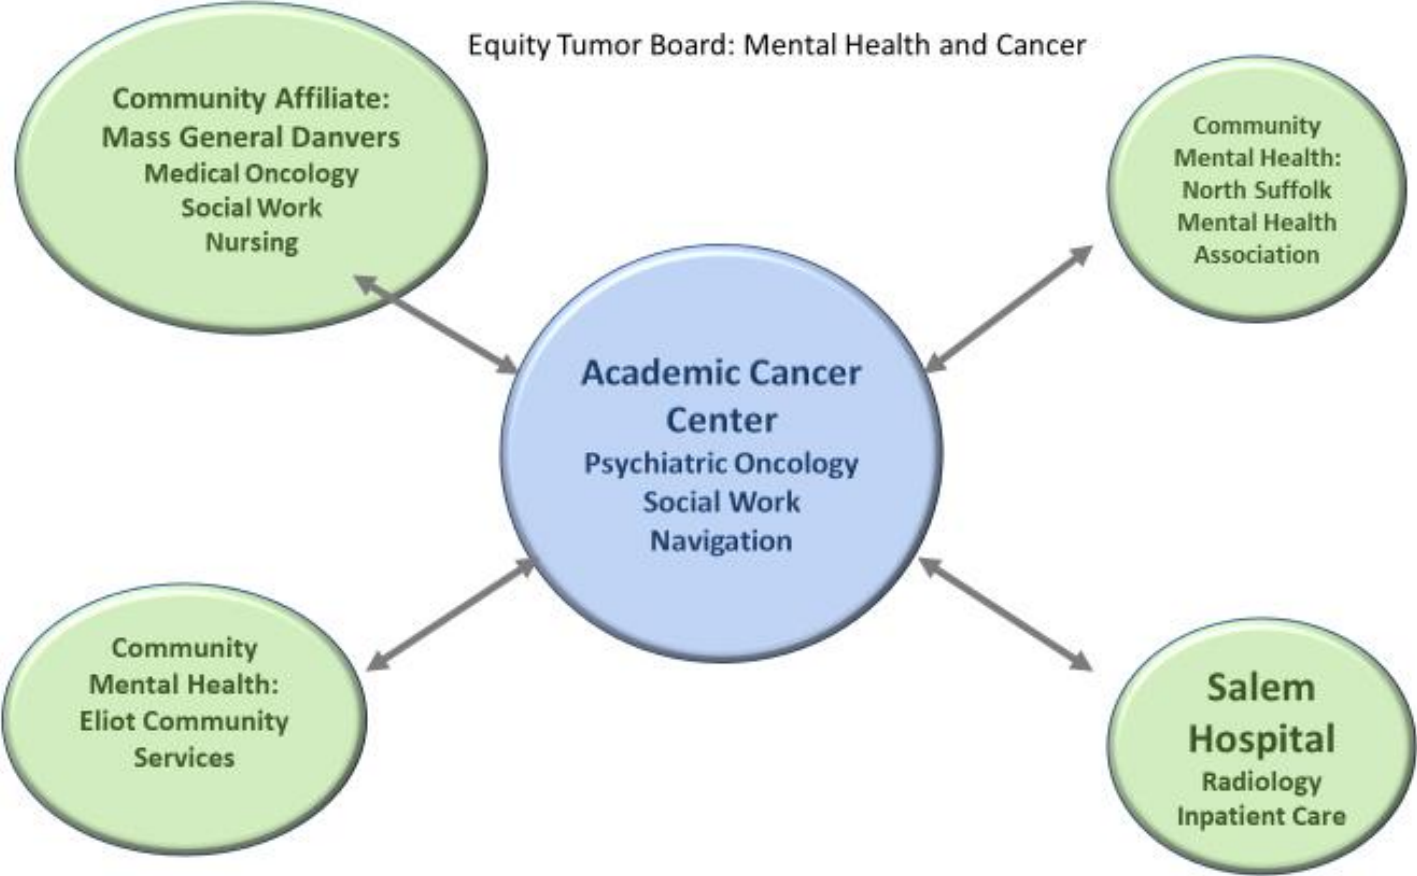 Equity Tumor Board: Mental Health and Cancer
Community Affiliate:
Mass General Danvers
Medical Oncology
Social Work
Nursing
Community
Mental Health:
North Suffolk
Mental Health
Association
Academic Cancer
Center
Psychiatric Oncology
Social Work
Navigation
Community
Mental Health:
Eliot Community
Services
Salem
Hospital
Radiology
Inpatient Care